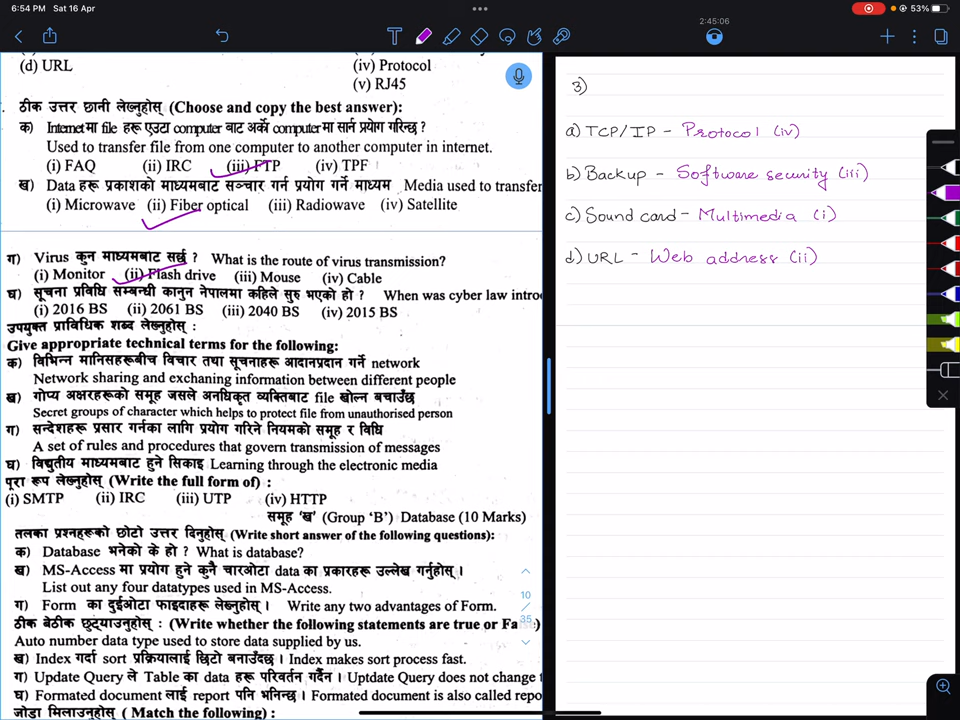 6:54 PM Sat 16 Apr
2:45:06
53%
(d) URL
(iv) Protocol
(v) RJ45
ठीक उत्तर छानी लेख्नुहोस् (Choose and copy the best answer):
क) Internetमा file हरू एउटा computer बाट अर्को computerमा सार्न प्रयोग गरिन्छ ?
Used to transfer file from one computer to another computer in internet.
(i) FAQ (ii) IRC (iii) FTP (iv) TPF
ख) Data हरू प्रकाशको माध्यमबाट सञ्चार गर्न प्रयोग गर्ने माध्यम Media used to transfer
(i) Microwave (ii) Fiber optical (iii) Radiowave (iv) Satellite
ग) Virus कुन माध्यमबाट सर्छ ? What is the route of virus transmission?
(i) Monitor (ii) Flash drive (iii) Mouse (iv) Cable
घ) सूचना प्रविधि सम्बन्धी कानुन नेपालमा कहिले सुरु भएको हो ? When was cyber law intro
(i) 2016 BS (ii) 2061 BS (iii) 2040 BS (iv) 2015 BS
उपयुक्त प्राविधिक शब्द लेख्नुहोस् :
Give appropriate technical terms for the following:
क) विभिन्न मानिसहरूबीच विचार तथा सूचनाहरू आदानप्रदान गर्ने network
Network sharing and exchaning information between different people
ख) गोप्य अक्षरहरूको समूह जसले अनधिकृत व्यक्तिबाट file खोल्न बचाउँछ
Secret groups of character which helps to protect file from unauthorised person
ग) सन्देशहरू प्रसार गर्नका लागि प्रयोग गरिने नियमको समूह र विधि
A set of rules and procedures that govern transmission of messages
घ) विद्युतीय माध्यमबाट हुने सिकाइ Learning through the electronic media
पूरा रूप लेख्नुहोस् (Write the full form of) :
(i) SMTP (ii) IRC (iii) UTP (iv) HTTP
समूह 'ख' (Group 'B') Database (10 Marks)
तलका प्रश्नहरूको छोटो उत्तर दिनुहोस् (Write short answer of the following questions):
क) Database भनेको के हो ? What is database?
ख) MS-Access मा प्रयोग हुने कुनै चारओटा data का प्रकारहरू उल्लेख गर्नुहोस् ।
List out any four datatypes used in MS-Access.
ग) Form का दुईओटा फाइदाहरू लेख्नुहोस् । Write any two advantages of Form.
ठीक बेठीक छुट्याउनुहोस् : (Write whether the following statements are true or Fa )
Auto number data type used to store data supplied by us.
ख) Index गर्दा sort प्रक्रियालाई छिटो बनाउँदछ । Index makes sort process fast.
ग) Update Query ले Table का data हरू परिवर्तन गर्दैन । Uptdate Query does not change t
घ) Formated document लाई report पनि भनिन्छ । Formated document is also called repo
जोडा मिलाउनुहोस् ( Match the following) :
10
/
35
3)
a) TCP/IP - Protocol (iv)
b) Backup - Software security (iii)
c) Sound card - Multimedia (i)
d) URL - Web address (ii)